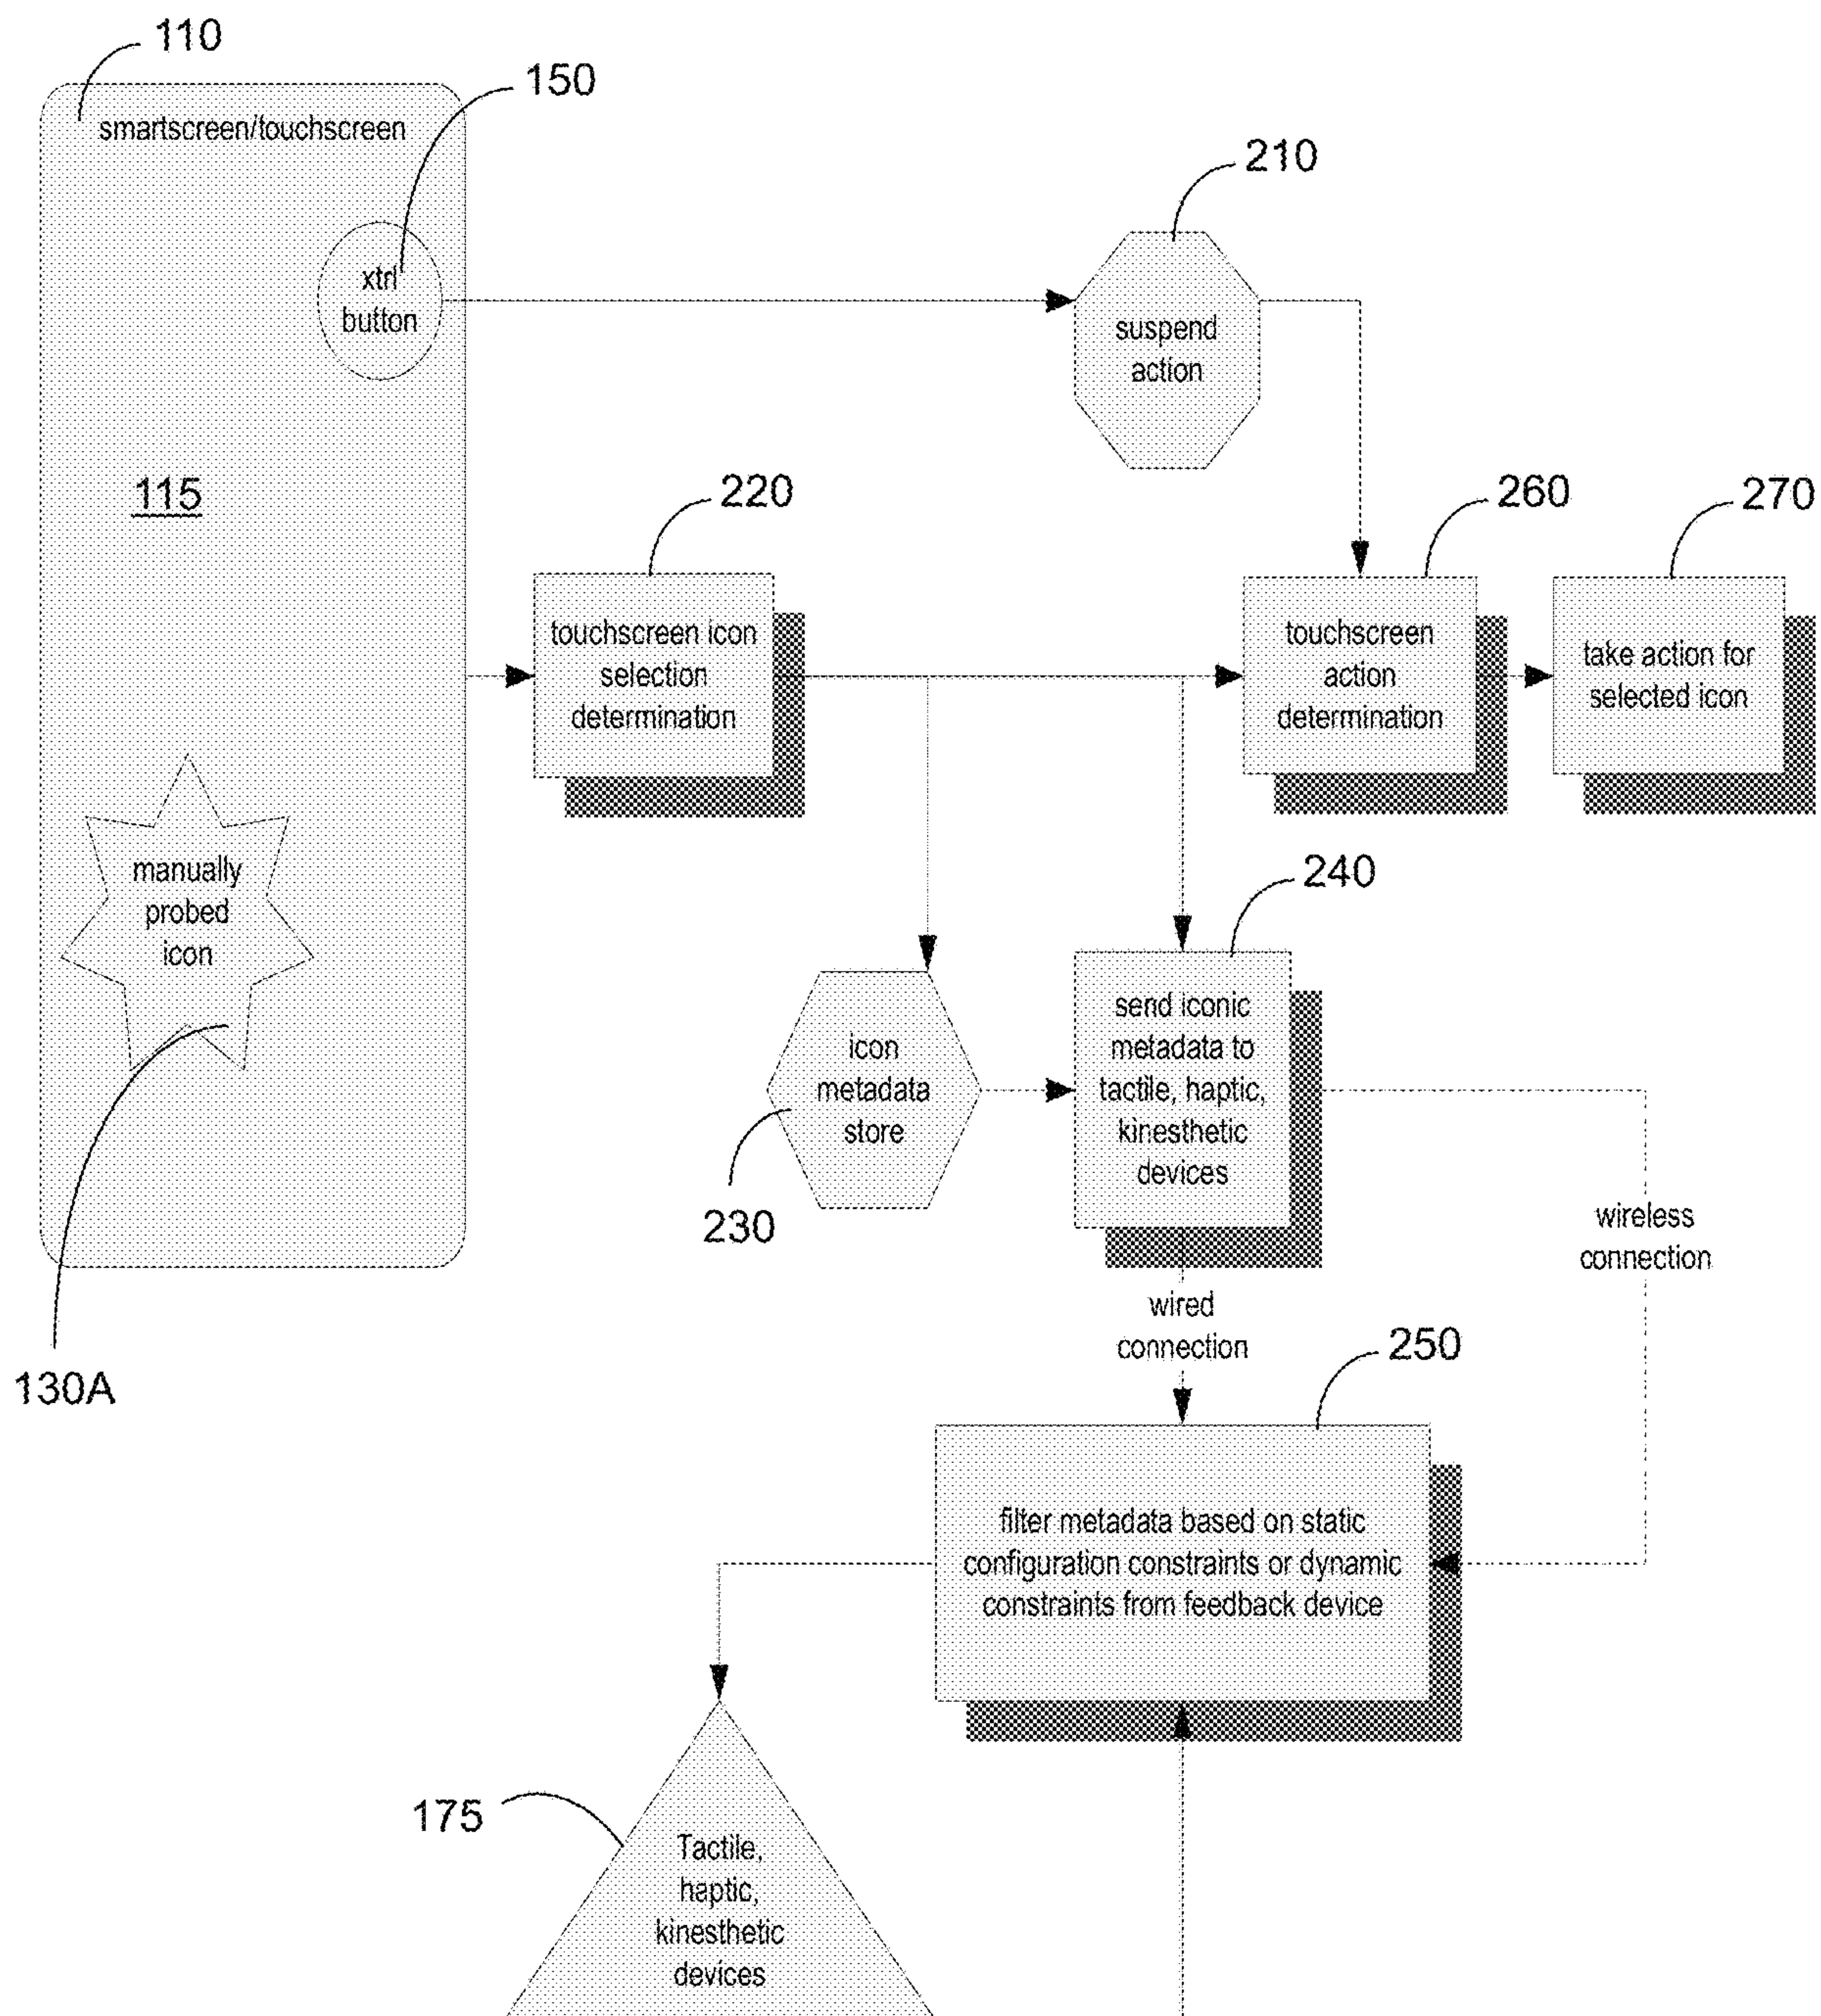 110
150
smartscreen/touchscreen
210
xtrl
button
suspend
action
115
220
260
270
touchscreen icon
selection
determination
touchscreen
action
determination
take action for
selected icon
manually
probed
icon
240
icon
metadata
store
230
send iconic
metadata to
tactile, haptic,
kinesthetic
devices
wireless
connection
wired
connection
130A
250
filter metadata based on static
configuration constraints or dynamic
constraints from feedback device
175
Tactile,
haptic,
kinesthetic
devices